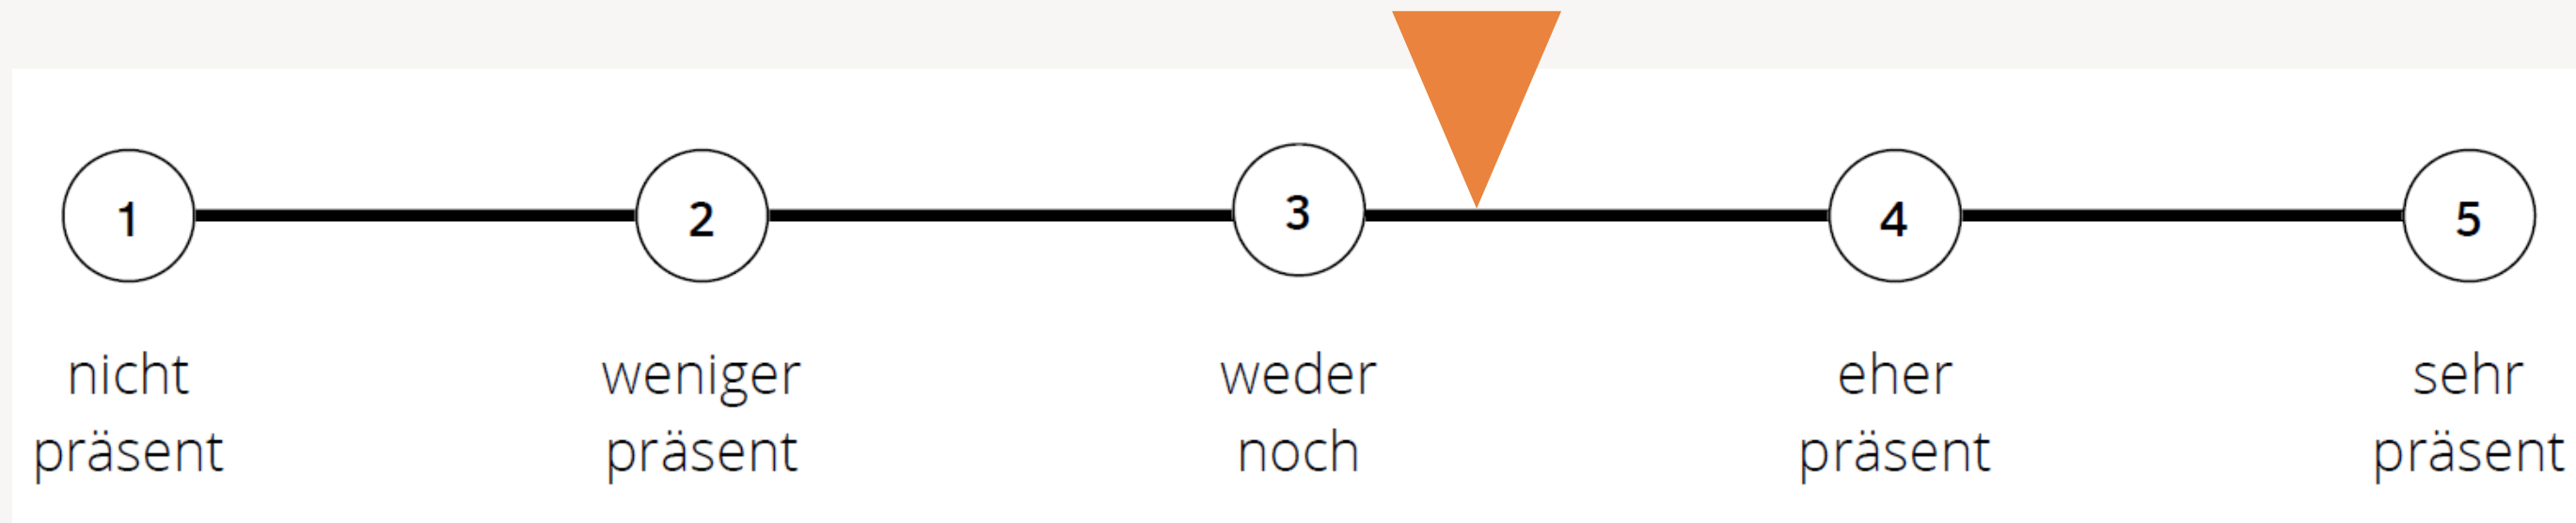 1 2 3 4 5
nicht weniger weder eher sehr
präsent präsent noch präsent präsent